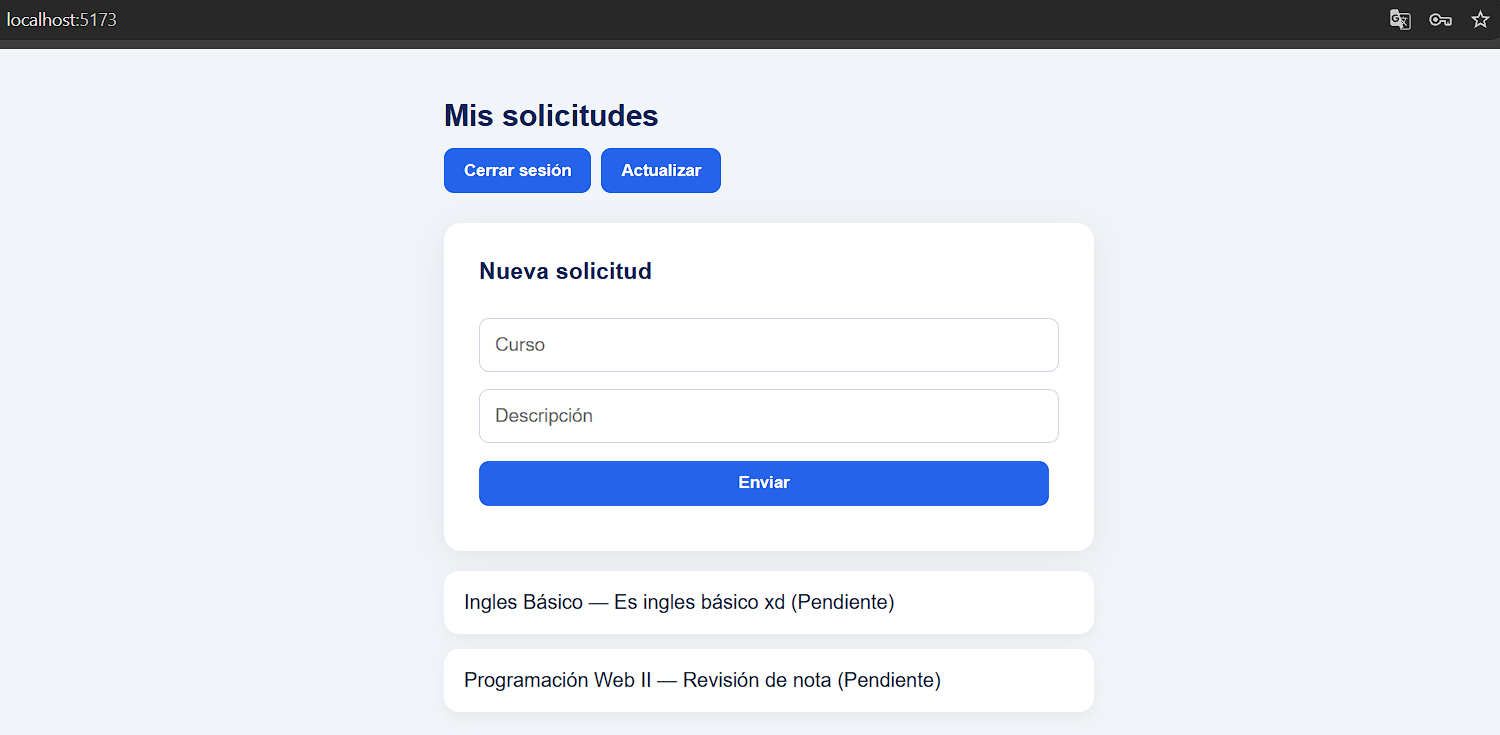 localhost:5173
Mis solicitudes
Cerrar sesión Actualizar
Nueva solicitud
Curso
Descripción
Enviar
Ingles Básico — Es ingles básico xd (Pendiente)
Programación Web II — Revisión de nota (Pendiente)